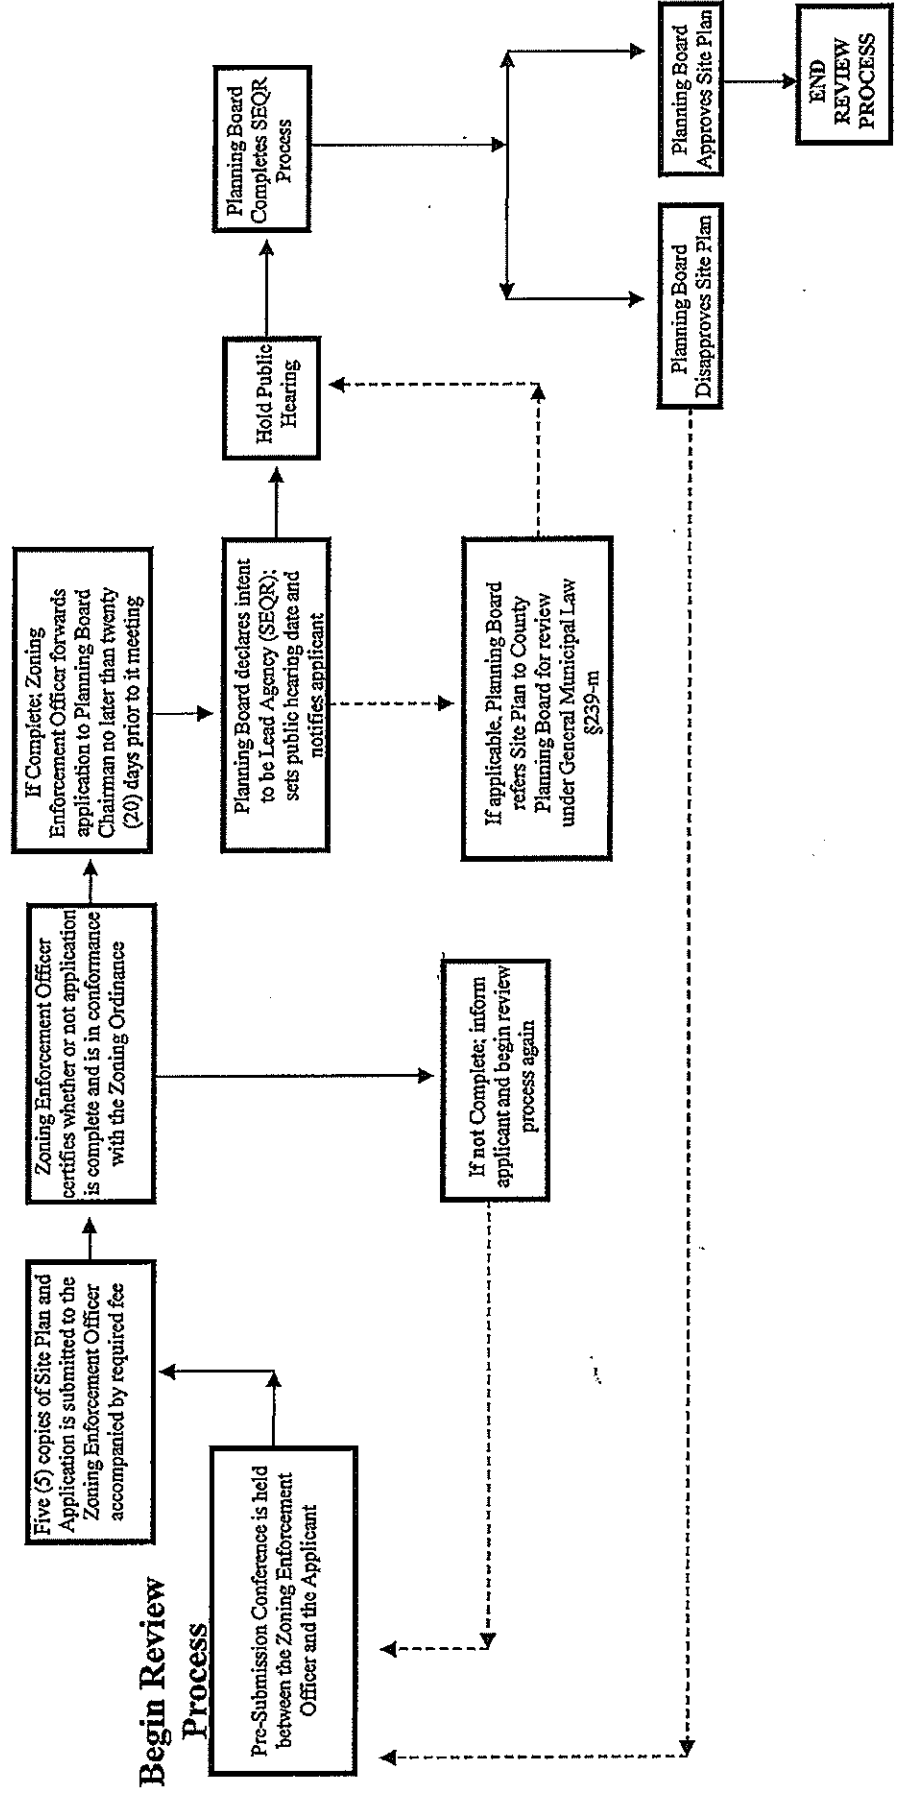 Begin Review
Process
Pre-Submission Conference is held
between the Zoning Enforcement
Officer and the Applicant
Five (5) copies of Site Plan and
Application is submitted to the
Zoning Enforcement Officer
accompanied by required fee
Zoning Enforcement Officer
certifies whether or not application
is complete and is in conformance
with the Zoning Ordinance
If not Complete; inform
applicant and begin review
process again
If Complete; Zoning
Enforcement Officer forwards
application to Planning Board
Chairman no later than twenty
(20) days prior to it meeting
Planning Board declares intent
to be Lead Agency (SEQR);
sets public hearing date and
notifies applicant
If applicable, Planning Board
refers Site Plan to County
Planning Board for review
under General Municipal Law
§239-m
Hold Public
Hearing
Planning Board
Completes SEQR
Process
Planning Board
Disapproves Site Plan
Planning Board
Approves Site Plan
END
REVIEW
PROCESS